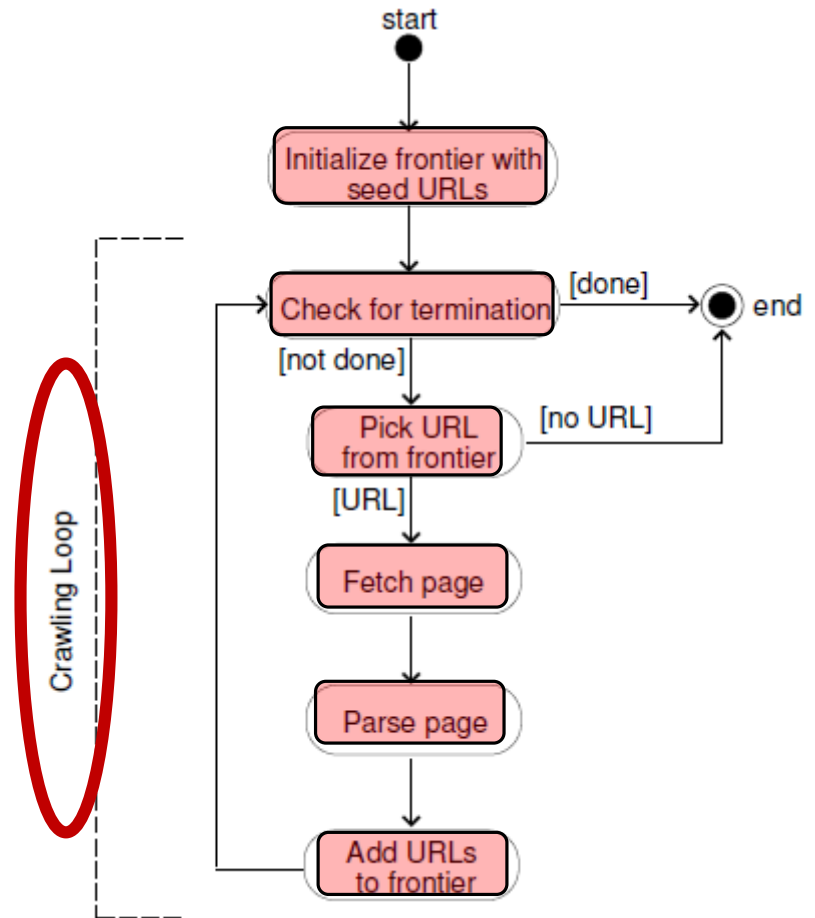 start
Initialize frontier with
seed URLs
Check for termination
[done]
end
[not done]
Pick URL
from frontier
[no URL]
[URL]
Fetch page
Parse page
Add URLs
to frontier
Crawling Loop